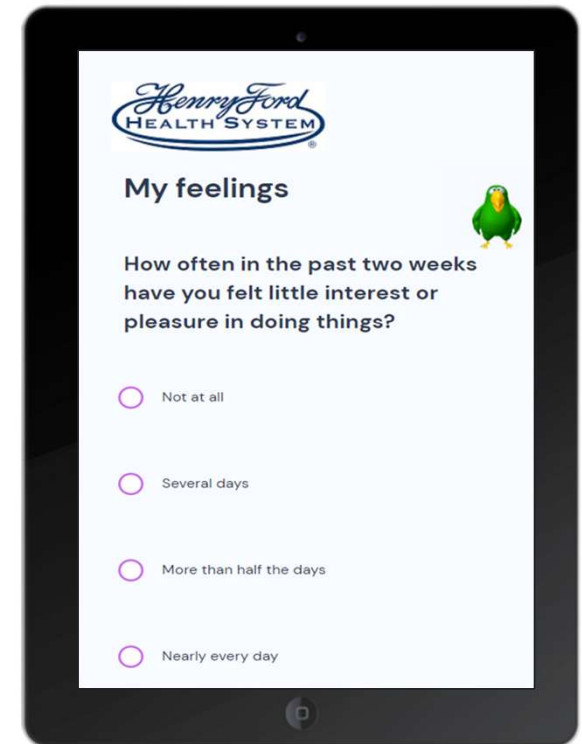 Henry Ford
HEALTH SYSTEM
®
My feelings
How often in the past two weeks
have you felt little interest or
pleasure in doing things?
Not at all
Several days
More than half the days
Nearly every day